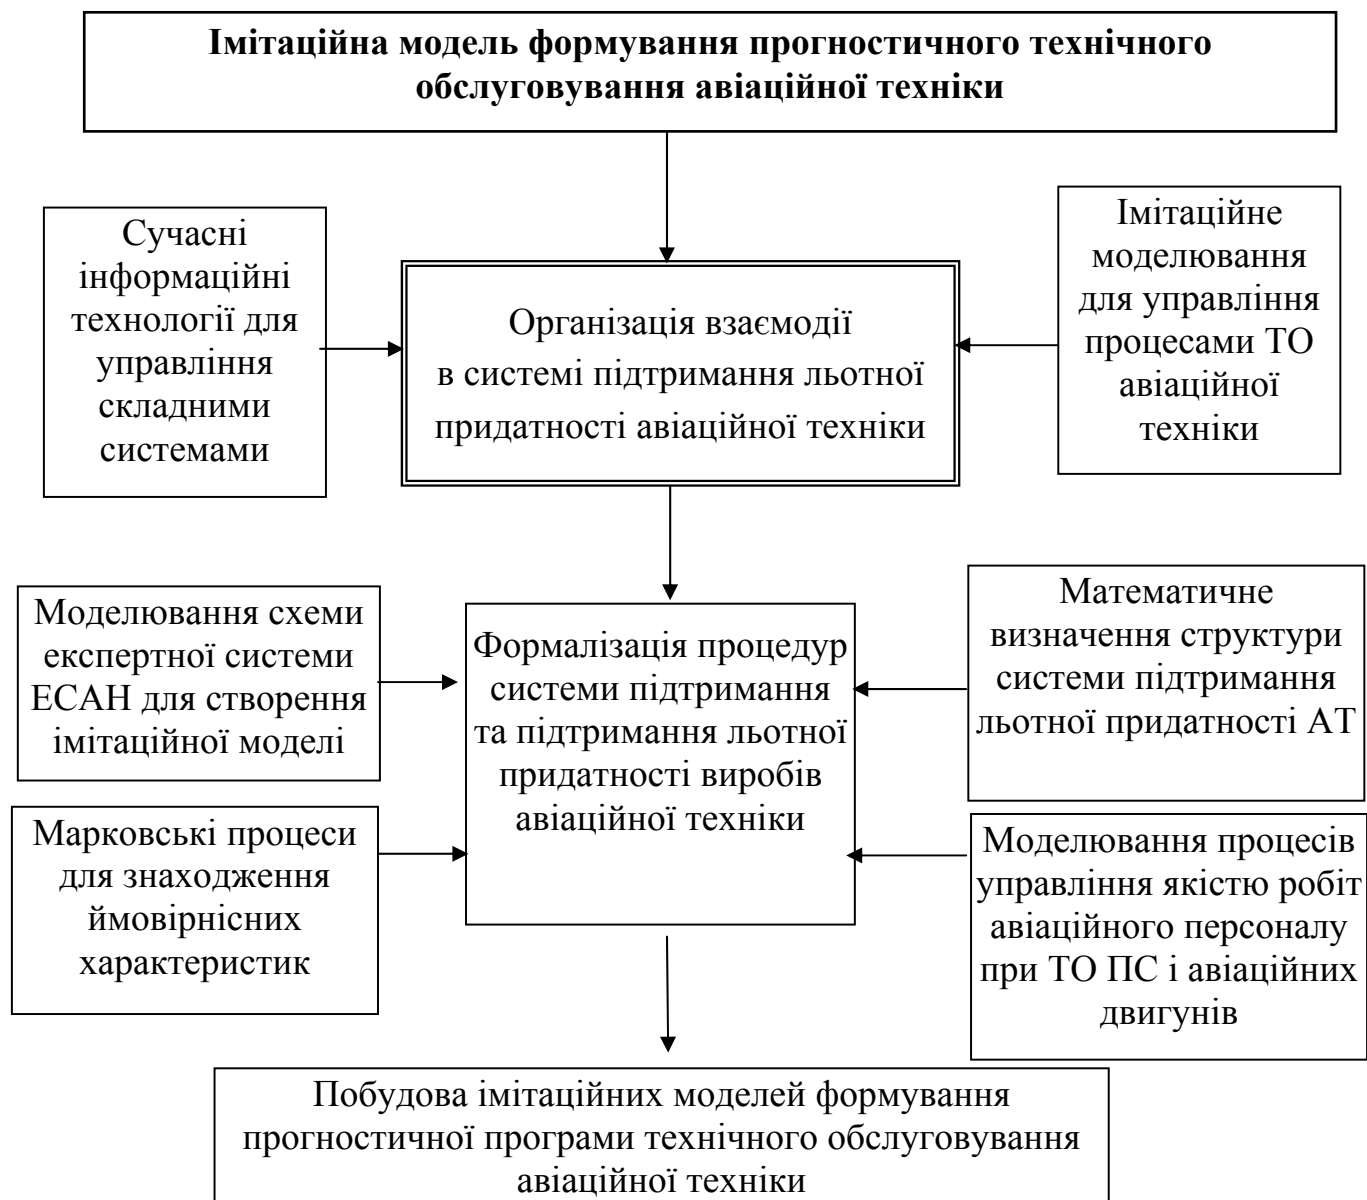 Імітаційна модель формування прогностичного технічного
обслуговування авіаційної техніки
Сучасні
інформаційні
технології для
управління
складними
системами
Організація взаємодії
в системі підтримання льотної
придатності авіаційної техніки
Імітаційне
моделювання
для управління
процесами ТО
авіаційної
техніки
Моделювання схеми
експертної системи
ЕСАН для створення
імітаційної моделі
Марковські процеси
для знаходження
ймовірнісних
характеристик
Формалізація процедур
системи підтримання
та підтримання льотної
придатності виробів
авіаційної техніки
Математичне
визначення структури
системи підтримання
льотної придатності АТ
Моделювання процесів
управління якістю робіт
авіаційного персоналу
при ТО ПС і авіаційних
двигунів
Побудова імітаційних моделей формування
прогностичної програми технічного обслуговування
авіаційної техніки